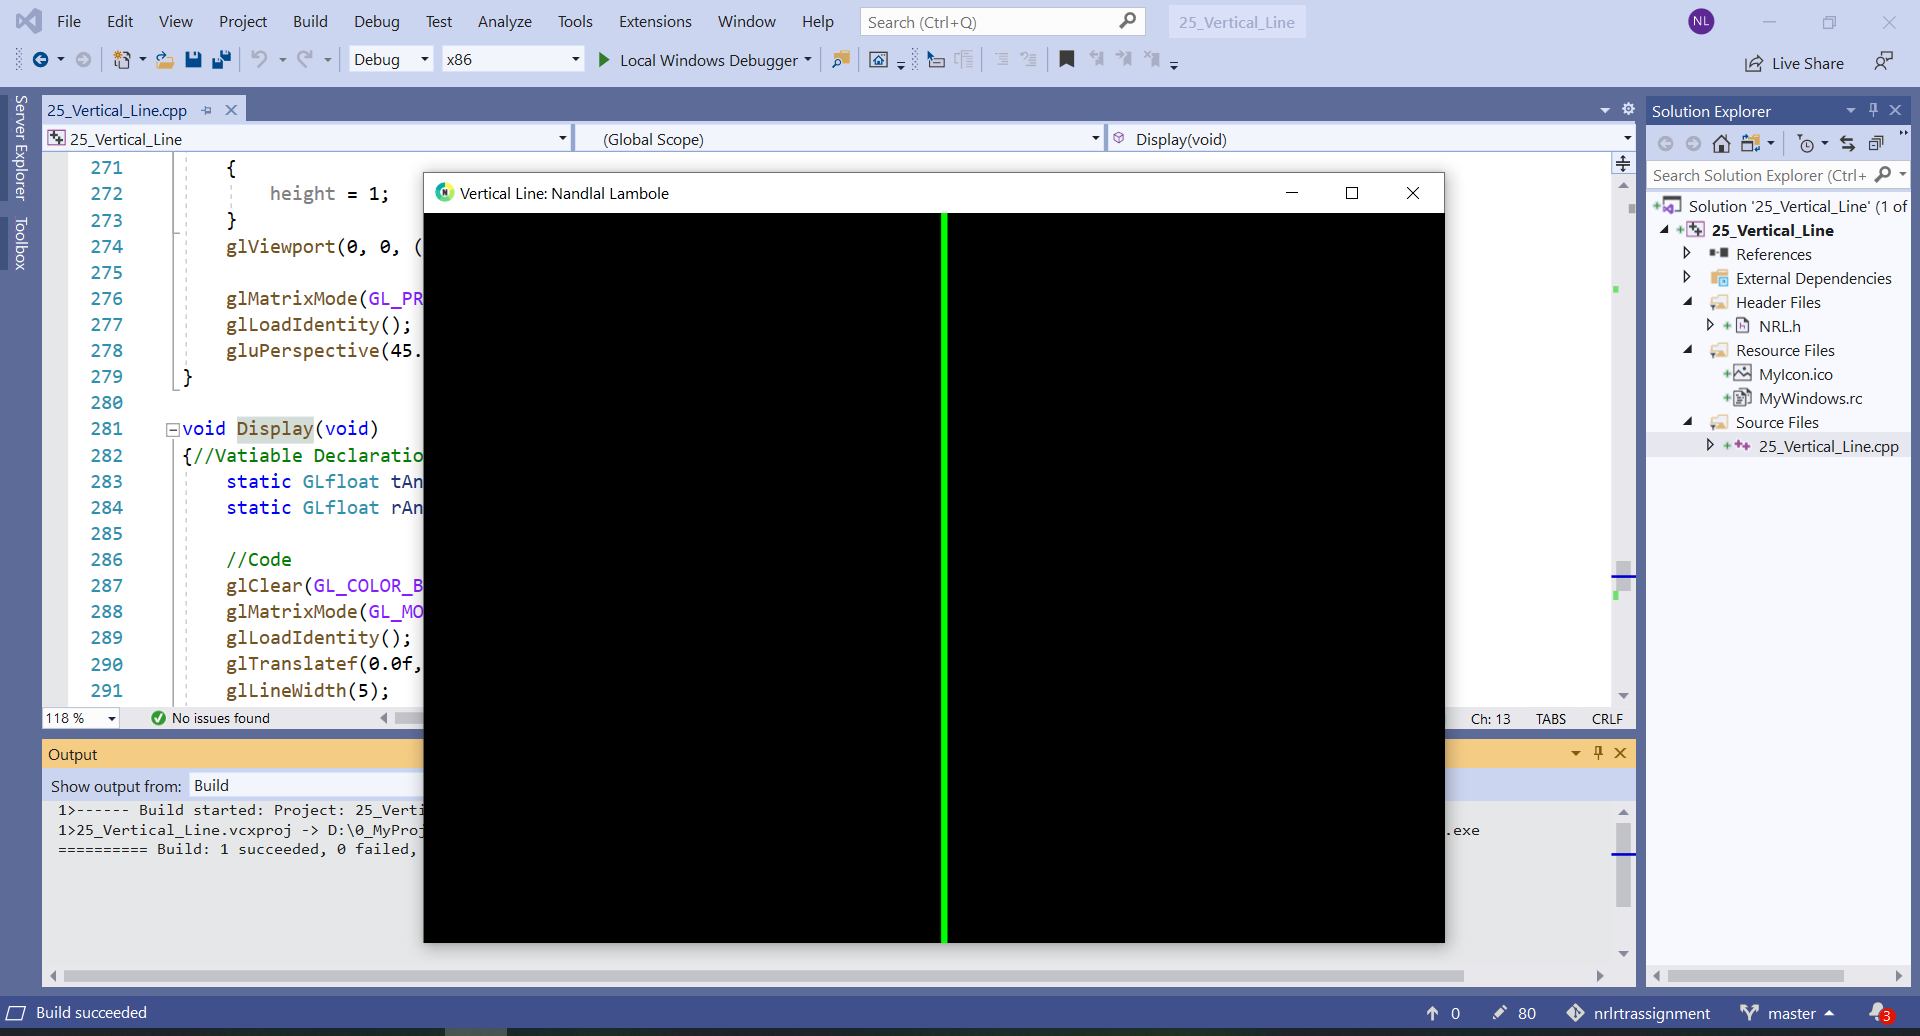 File Edit View Project Build Debug Test Analyze Tools Extensions Window Help Search (Ctrl+Q) 25_Vertical_Line NL
Debug x86 Local Windows Debugger Live Share
Server Explorer
Toolbox
25_Vertical_Line.cpp
25_Vertical_Line (Global Scope) Display(void)
271 {
272 height = 1;
273 }
274 glViewport(0, 0, (
275
276 glMatrixMode(GL_PR
277 glLoadIdentity();
278 gluPerspective(45.
279 }
280
281 void Display(void)
282 {//Vatiable Declaratio
283 static GLfloat tAn
284 static GLfloat rAn
285
286 //Code
287 glClear(GL_COLOR_B
288 glMatrixMode(GL_MO
289 glLoadIdentity();
290 glTranslatef(0.0f,
291 glLineWidth(5);
118 % No issues found Ch: 13 TABS CRLF
Vertical Line: Nandlal Lambole
Output
Show output from: Build
1>------ Build started: Project: 25_Verti
1>25_Vertical_Line.vcxproj -> D:\0_MyProj .exe
========== Build: 1 succeeded, 0 failed,
Solution Explorer
Search Solution Explorer (Ctrl+
Solution '25_Vertical_Line' (1 of
25_Vertical_Line
References
External Dependencies
Header Files
NRL.h
Resource Files
MyIcon.ico
MyWindows.rc
Source Files
25_Vertical_Line.cpp
Build succeeded 0 80 nrlrtrassignment master 3